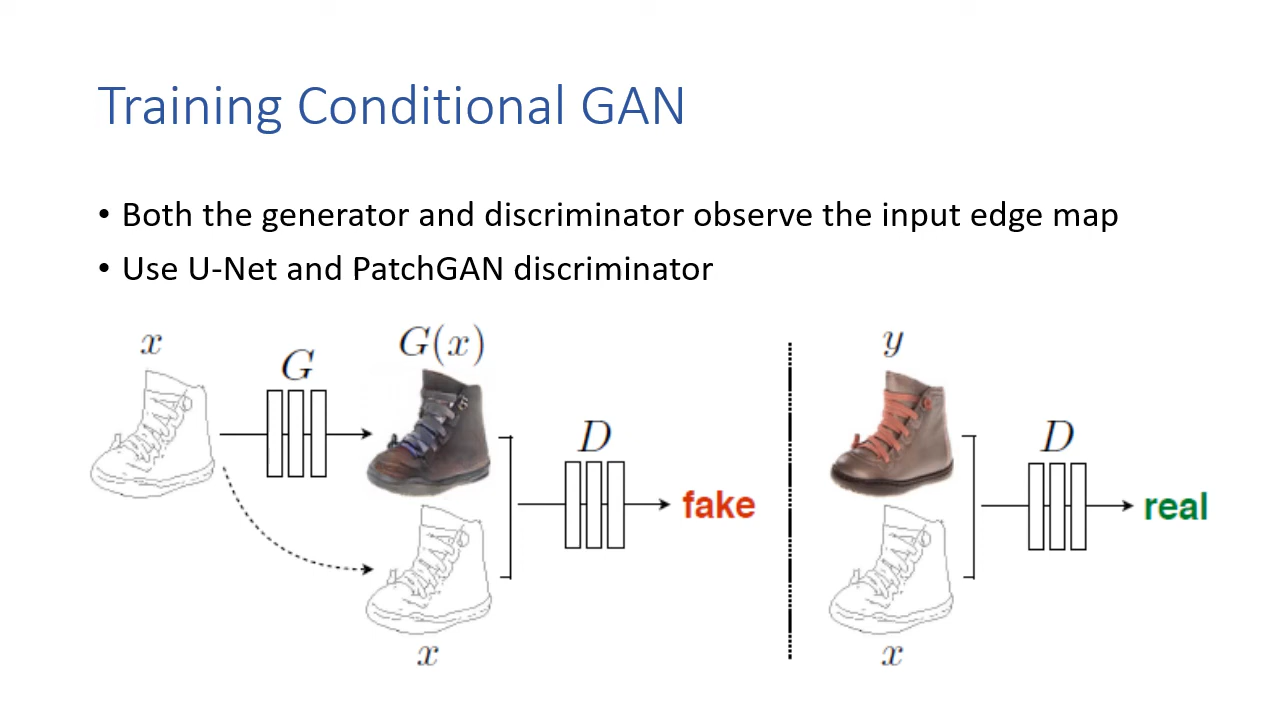 Training Conditional GAN
• Both the generator and discriminator observe the input edge map
• Use U-Net and PatchGAN discriminator
x
G
G(x)
D
fake
x
y
D
real
x